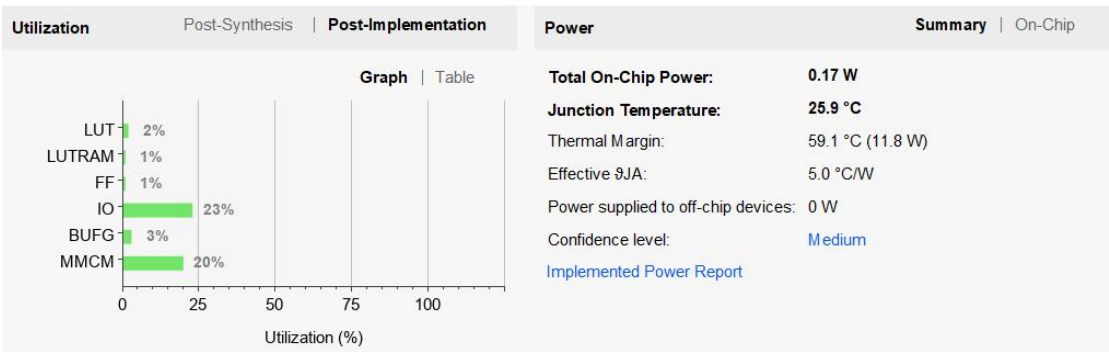 Utilization Post-Synthesis | Post-Implementation
Graph | Table
LUT 2%
LUTRAM 1%
FF 1%
IO 23%
BUFG 3%
MMCM 20%
0 25 50 75 100
Utilization (%)
Power Summary | On-Chip
Total On-Chip Power: 0.17 W
Junction Temperature: 25.9 °C
Thermal Margin: 59.1 °C (11.8 W)
Effective ϑJA: 5.0 °C/W
Power supplied to off-chip devices: 0 W
Confidence level: Medium
Implemented Power Report